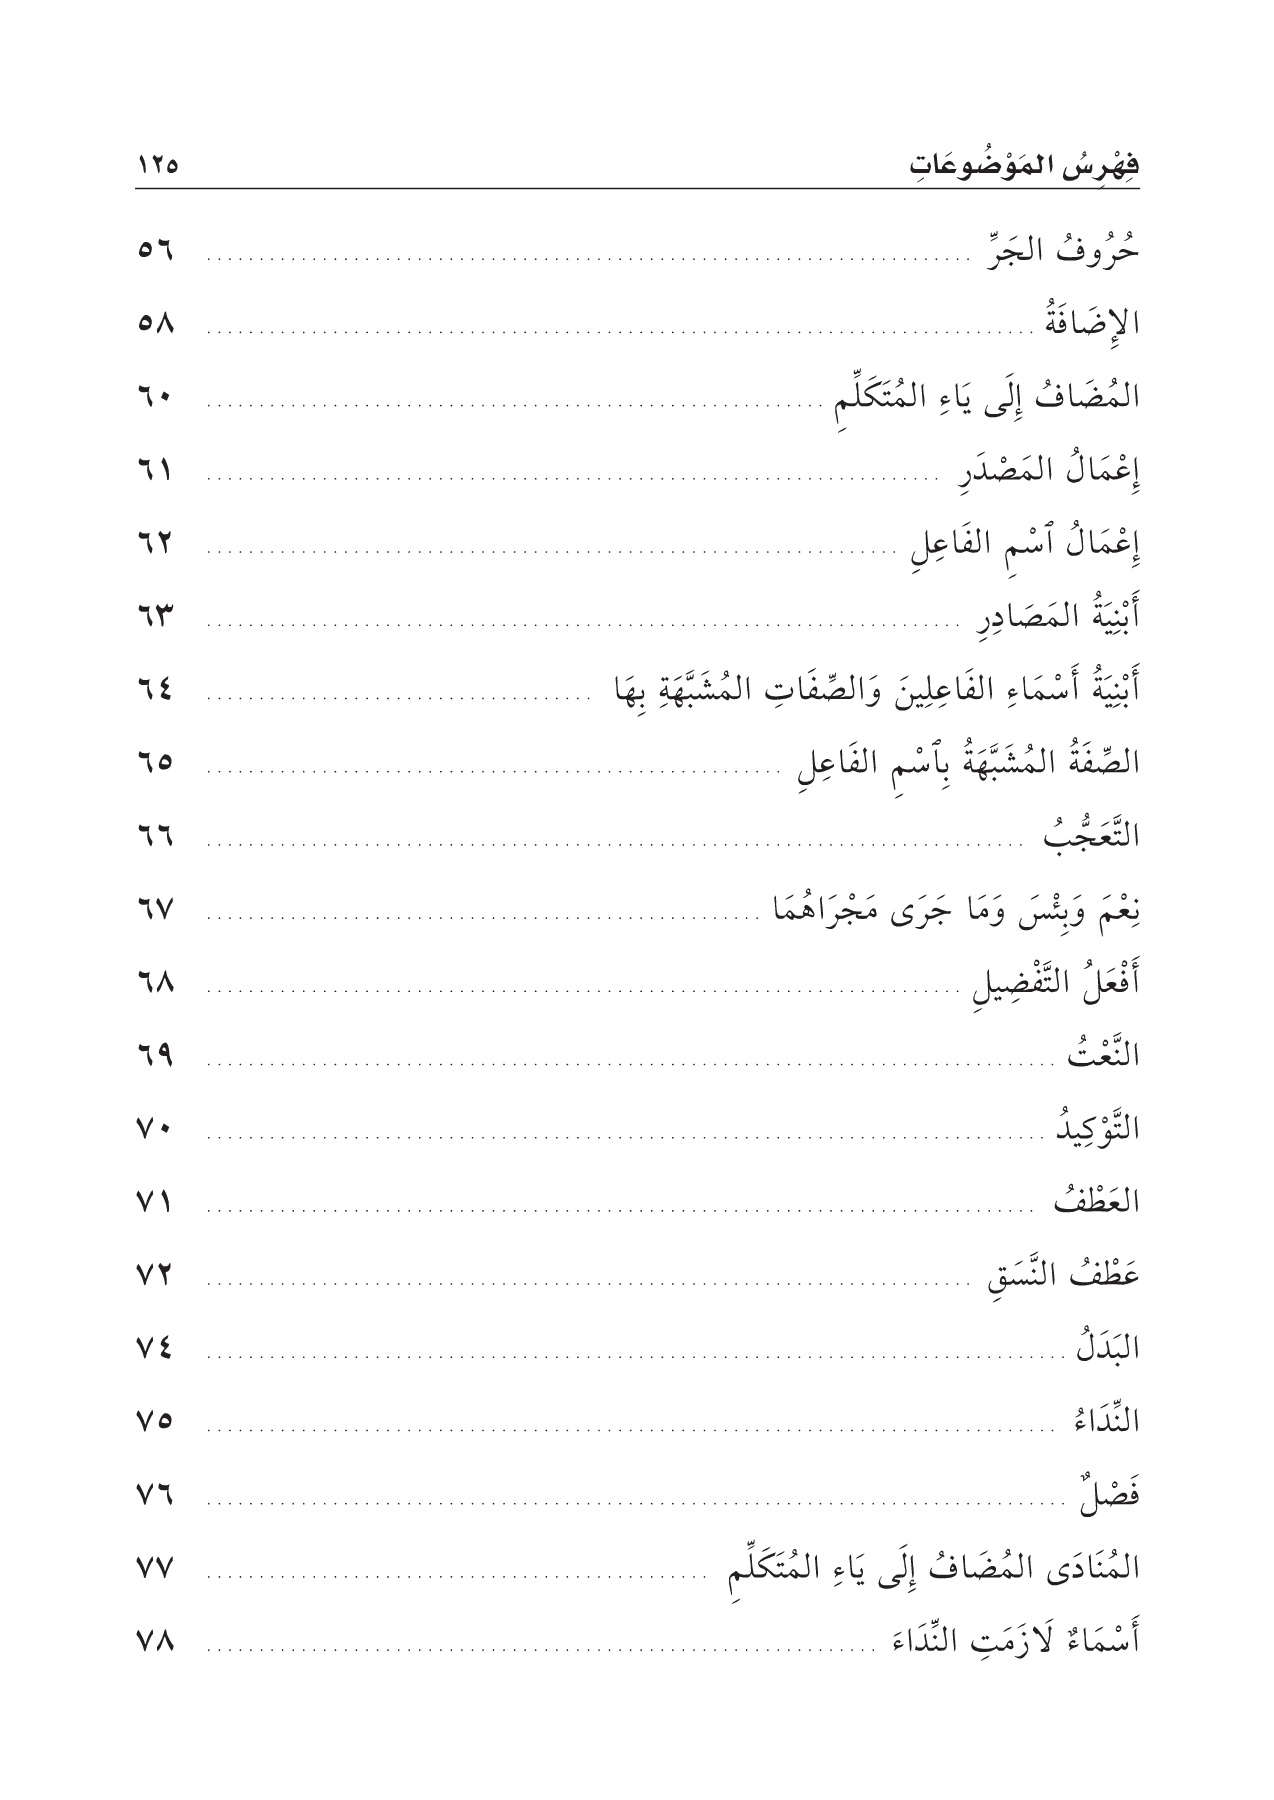 فِهْرِسُ المَوْضُوعَاتِ ١٢٥
حُرُوفُ الجَرِّ ٥٦
الإِضَافَةُ ٥٨
المُضَافُ إِلَى يَاءِ المُتَكَلِّمِ ٦٠
إِعْمَالُ المَصْدَرِ ٦١
إِعْمَالُ ٱسْمِ الفَاعِلِ ٦٢
أَبْنِيَةُ المَصَادِرِ ٦٣
أَبْنِيَةُ أَسْمَاءِ الفَاعِلِينَ وَالصِّفَاتِ المُشَبَّهَةِ بِهَا ٦٤
الصِّفَةُ المُشَبَّهَةُ بِٱسْمِ الفَاعِلِ ٦٥
التَّعَجُّبُ ٦٦
نِعْمَ وَبِئْسَ وَمَا جَرَى مَجْرَاهُمَا ٦٧
أَفْعَلُ التَّفْضِيلِ ٦٨
النَّعْتُ ٦٩
التَّوْكِيدُ ٧٠
العَطْفُ ٧١
عَطْفُ النَّسَقِ ٧٢
البَدَلُ ٧٤
النِّدَاءُ ٧٥
فَصْلٌ ٧٦
المُنَادَى المُضَافُ إِلَى يَاءِ المُتَكَلِّمِ ٧٧
أَسْمَاءٌ لَازَمَتِ النِّدَاءَ ٧٨